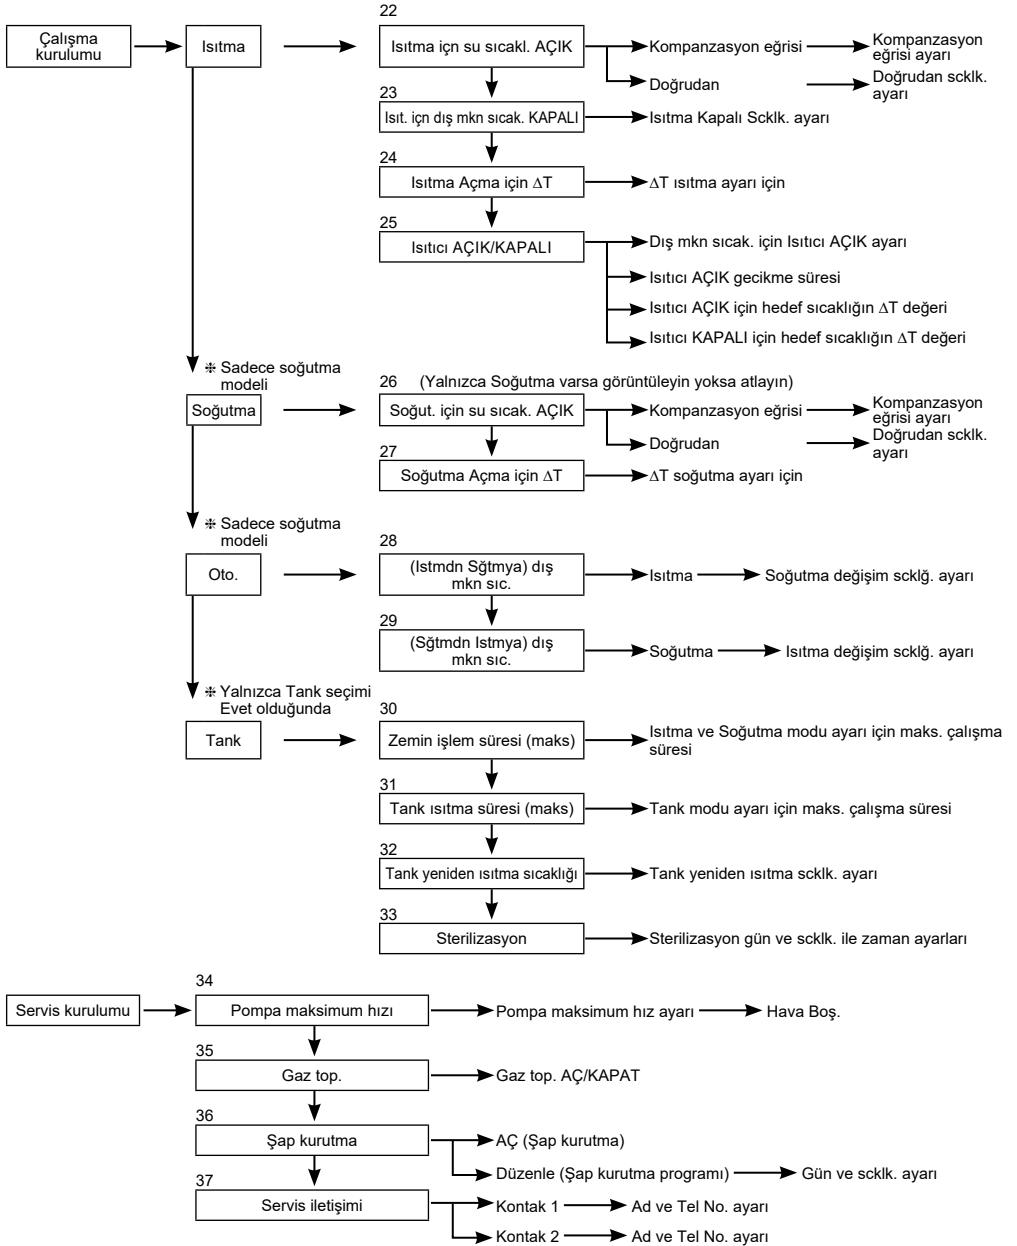 22
Çalışma
kurulumu
Isıtma
Isıtma içn su sıcakl. AÇIK
Kompanzasyon eğrisi
Kompanzasyon
eğrisi ayarı
Doğrudan
Doğrudan scklk.
ayarı
23
Isıt. içn dış mkn sıcak. KAPALI
Isıtma Kapalı Scklk. ayarı
24
Isıtma Açma için ΔT
ΔT ısıtma ayarı için
25
Isıtıcı AÇIK/KAPALI
Dış mkn sıcak. için Isıtıcı AÇIK ayarı
Isıtıcı AÇIK gecikme süresi
Isıtıcı AÇIK için hedef sıcaklığın ΔT değeri
Isıtıcı KAPALI için hedef sıcaklığın ΔT değeri
⁜ Sadece soğutma
modeli
26 (Yalnızca Soğutma varsa görüntüleyin yoksa atlayın)
Soğutma
Soğut. için su sıcak. AÇIK
Kompanzasyon eğrisi
Kompanzasyon
eğrisi ayarı
Doğrudan
Doğrudan scklk.
ayarı
27
Soğutma Açma için ΔT
ΔT soğutma ayarı için
⁜ Sadece soğutma
modeli
28
Oto.
(Istmdn Sğtmya) dış
mkn sıc.
Isıtma
Soğutma değişim scklğ. ayarı
29
(Sğtmdn Istmya) dış
mkn sıc.
Soğutma
Isıtma değişim scklğ. ayarı
⁜ Yalnızca Tank seçimi
Evet olduğunda
30
Tank
Zemin işlem süresi (maks)
Isıtma ve Soğutma modu ayarı için maks. çalışma
süresi
31
Tank ısıtma süresi (maks)
Tank modu ayarı için maks. çalışma süresi
32
Tank yeniden ısıtma sıcaklığı
Tank yeniden ısıtma scklk. ayarı
33
Sterilizasyon
Sterilizasyon gün ve scklk. ile zaman ayarları
34
Servis kurulumu
Pompa maksimum hızı
Pompa maksimum hız ayarı
Hava Boş.
35
Gaz top.
Gaz top. AÇ/KAPAT
36
Şap kurutma
AÇ (Şap kurutma)
Düzenle (Şap kurutma programı)
Gün ve scklk. ayarı
37
Servis iletişimi
Kontak 1
Ad ve Tel No. ayarı
Kontak 2
Ad ve Tel No. ayarı